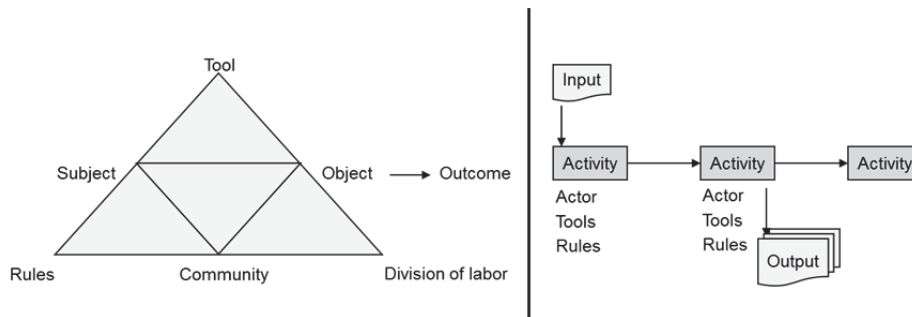 Tool
Subject
Object
Outcome
Rules
Community
Division of labor
Input
Activity
Activity
Activity
Actor
Tools
Rules
Actor
Tools
Rules
Output